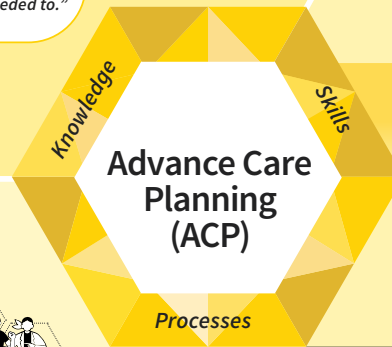 eded to.”
Knowledge
Skills
Advance Care
Planning
(ACP)
Processes